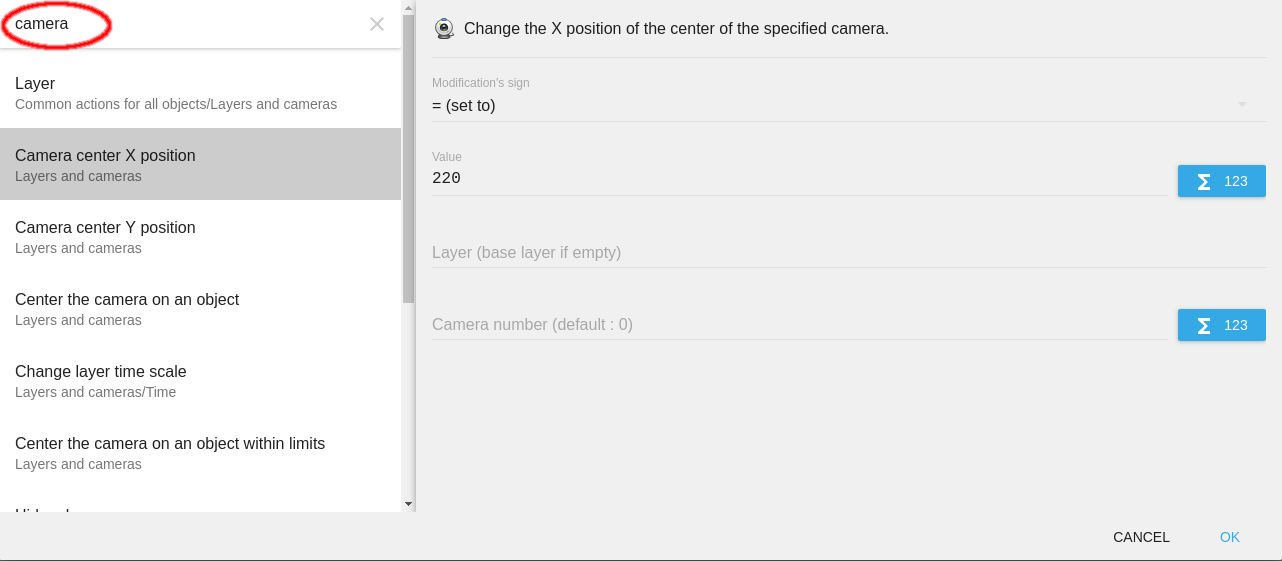 camera
Layer
Common actions for all objects/Layers and cameras
Camera center X position
Layers and cameras
Camera center Y position
Layers and cameras
Center the camera on an object
Layers and cameras
Change layer time scale
Layers and cameras/Time
Center the camera on an object within limits
Layers and cameras
Change the X position of the center of the specified camera.
Modification's sign
= (set to)
Value
220
123
Layer (base layer if empty)
Camera number (default : 0)
123
CANCEL
OK